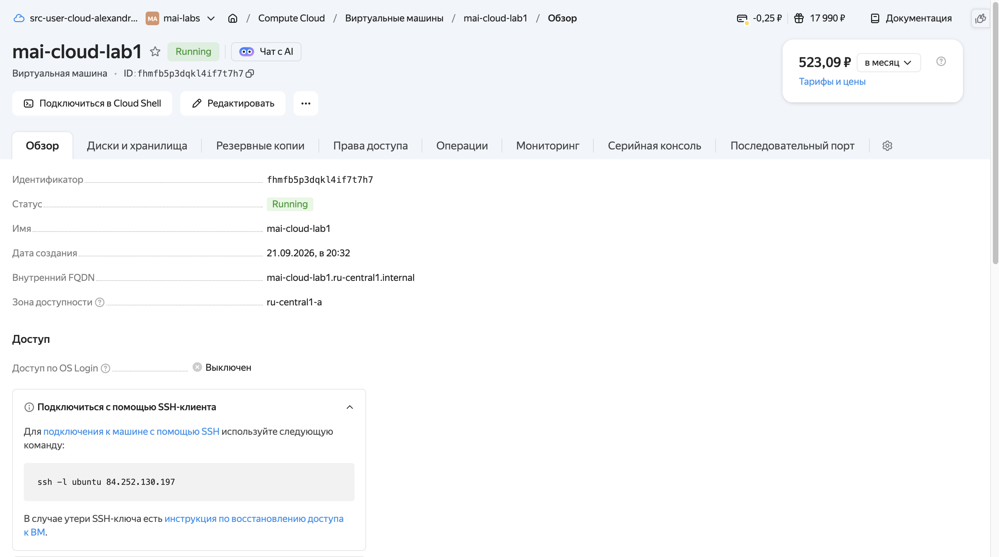 src-user-cloud-alexandr... MA mai-labs / Compute Cloud / Виртуальные машины / mai-cloud-lab1 / Обзор -0,25 ₽ 17 990 ₽ Документация
mai-cloud-lab1 Running Чат с AI
Виртуальная машина • ID: fhmfb5p3dqkl4if7t7h7
523,09 ₽ в месяц
Тарифы и цены
Подключиться в Cloud Shell Редактировать
Обзор Диски и хранилища Резервные копии Права доступа Операции Мониторинг Серийная консоль Последовательный порт
Идентификатор fhmfb5p3dqkl4if7t7h7
Статус Running
Имя mai-cloud-lab1
Дата создания 21.09.2026, в 20:32
Внутренний FQDN mai-cloud-lab1.ru-central1.internal
Зона доступности ru-central1-a
Доступ
Доступ по OS Login Выключен
Подключиться с помощью SSH-клиента
Для подключения к машине с помощью SSH используйте следующую
команду:
ssh -l ubuntu 84.252.130.197
В случае утери SSH-ключа есть инструкция по восстановлению доступа
к ВМ.